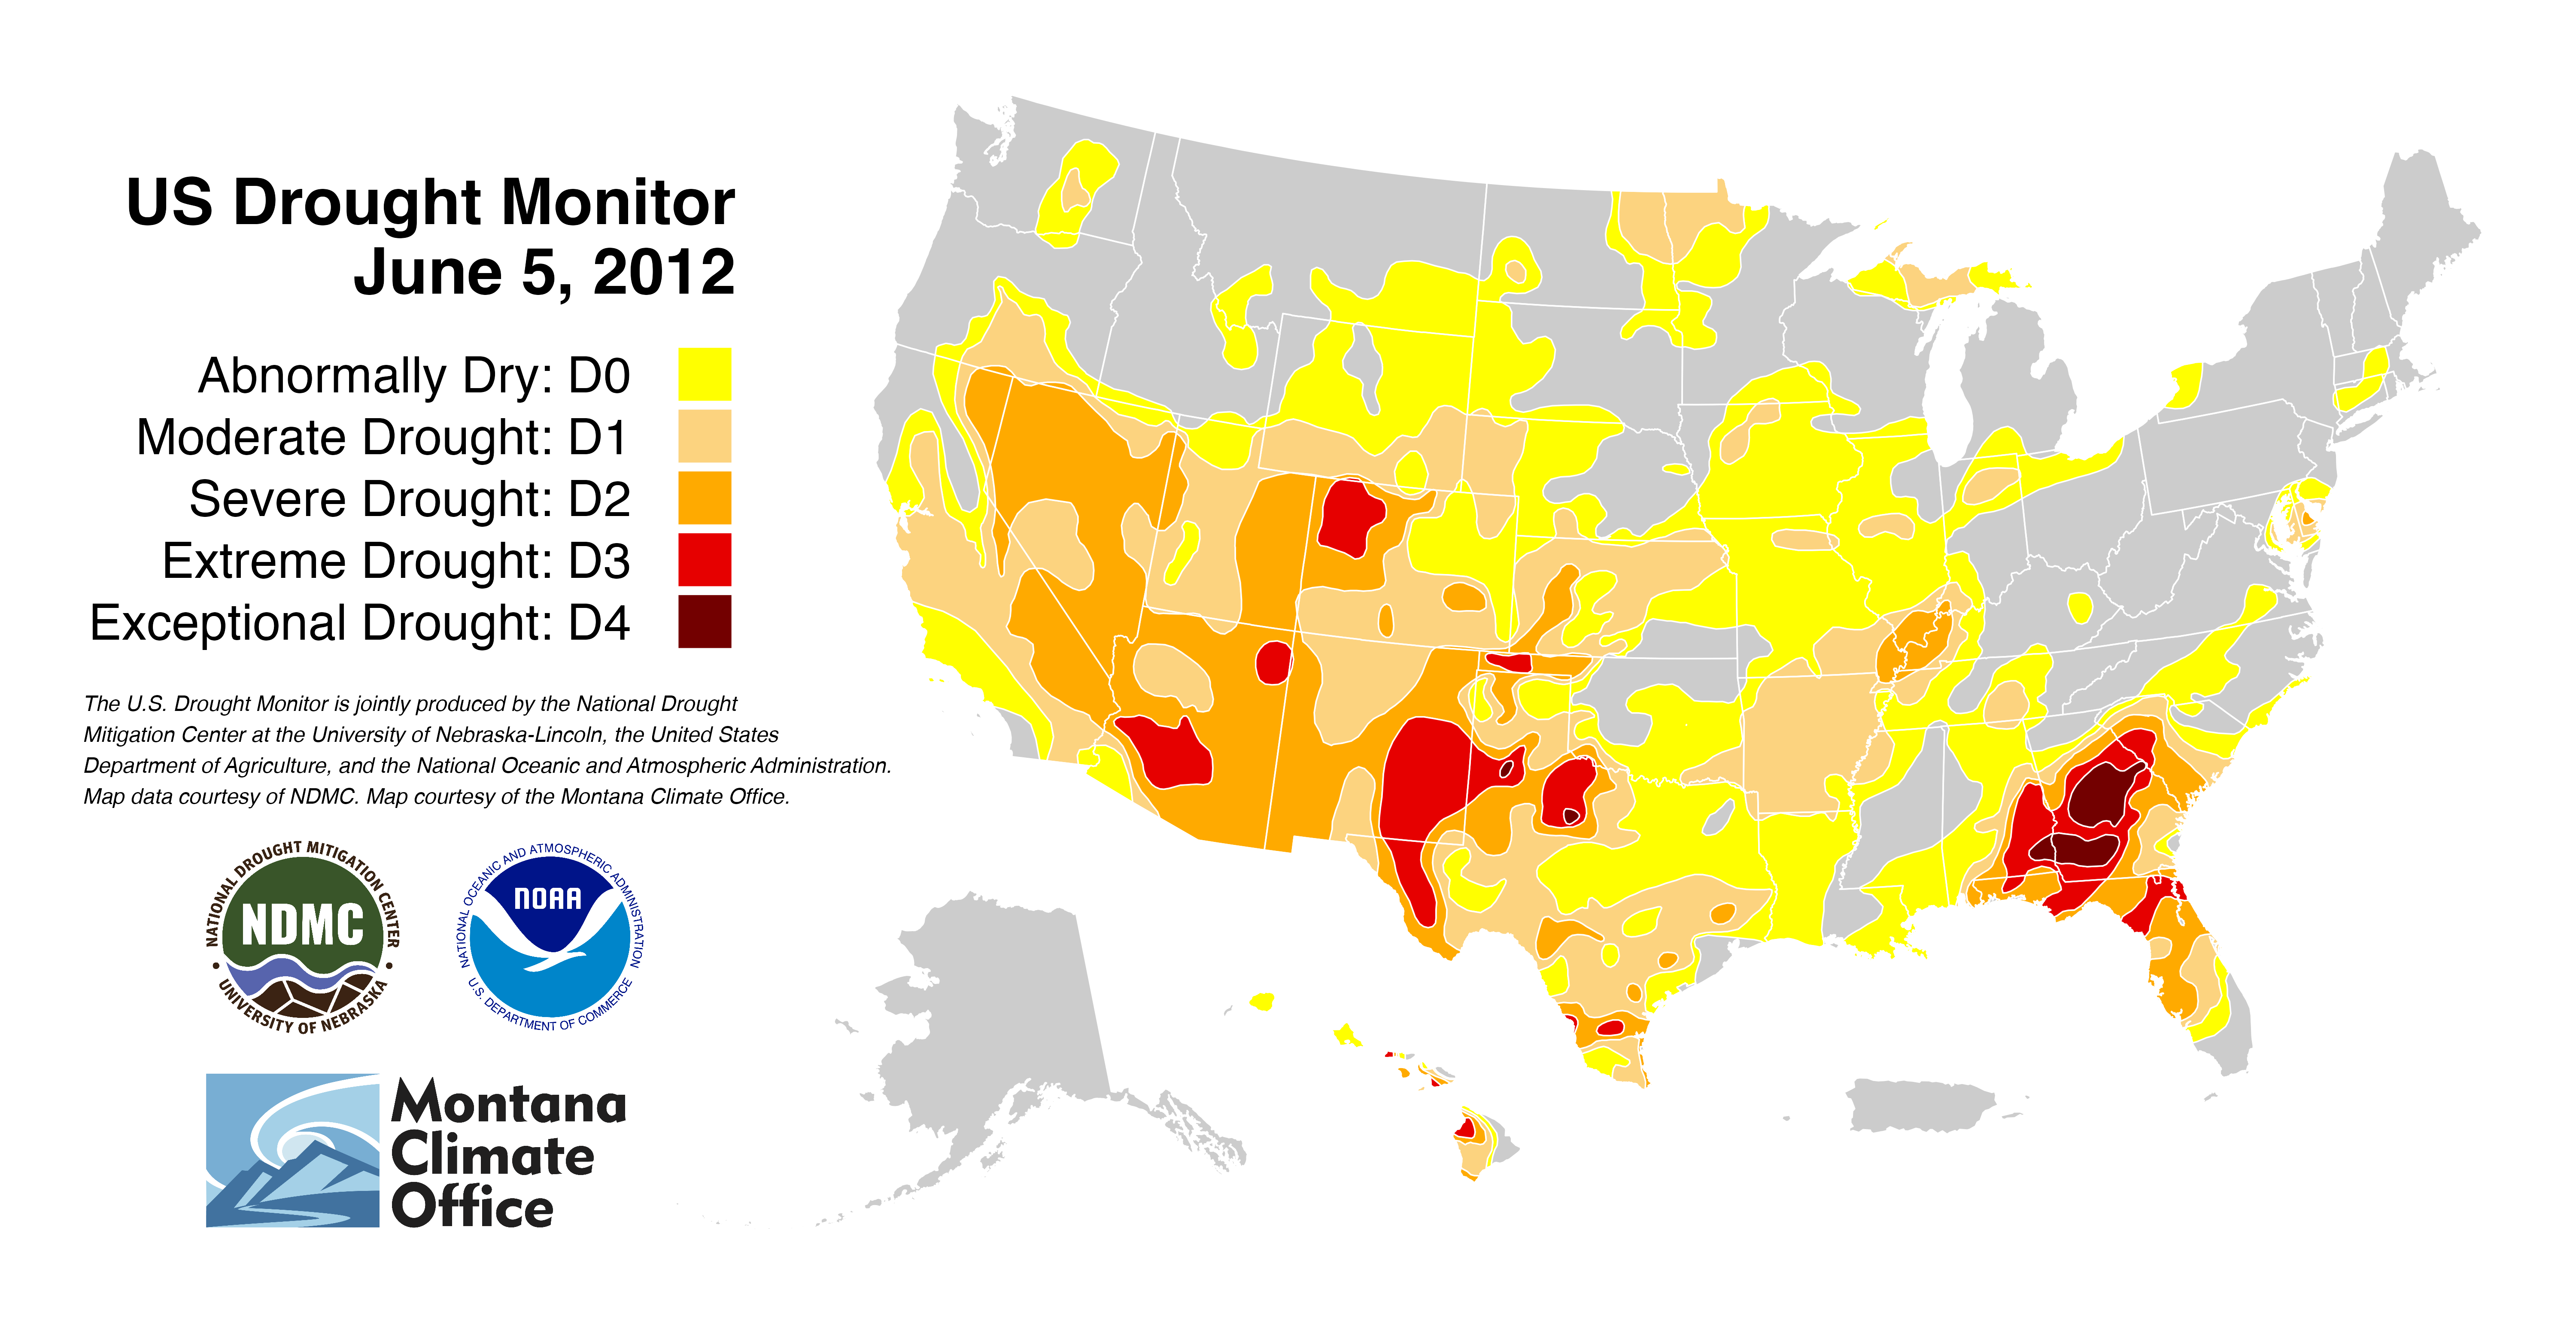 US Drought Monitor
June 5, 2012
Abnormally Dry: D0
Moderate Drought: D1
Severe Drought: D2
Extreme Drought: D3
Exceptional Drought: D4
The U.S. Drought Monitor is jointly produced by the National Drought
Mitigation Center at the University of Nebraska-Lincoln, the United States
Department of Agriculture, and the National Oceanic and Atmospheric Administration.
Map data courtesy of NDMC. Map courtesy of the Montana Climate Office.
NATIONAL DROUGHT MITIGATION CENTER
NDMC
• UNIVERSITY OF NEBRASKA •
NATIONAL OCEANIC AND ATMOSPHERIC ADMINISTRATION
NOAA
U.S. DEPARTMENT OF COMMERCE
Montana
Climate
Office